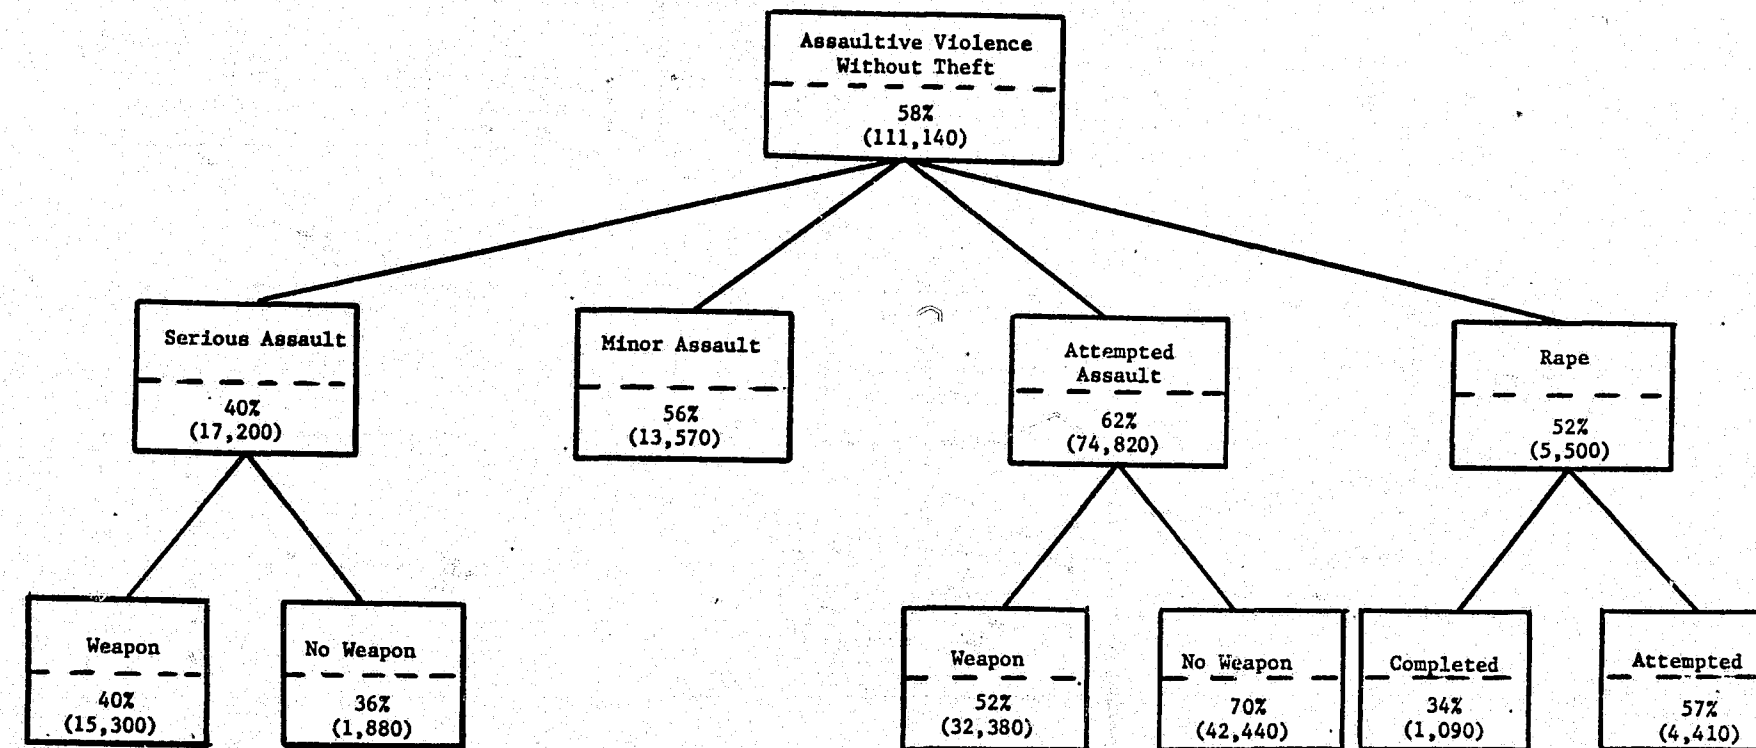 Assaultive Violence
Without Theft
58%
(111,140)
Serious Assault
40%
(17,200)
Minor Assault
56%
(13,570)
Attempted
Assault
62%
(74,820)
Rape
52%
(5,500)
Weapon
40%
(15,300)
No Weapon
36%
(1,880)
Weapon
52%
(32,380)
No Weapon
70%
(42,440)
Completed
34%
(1,090)
Attempted
57%
(4,410)